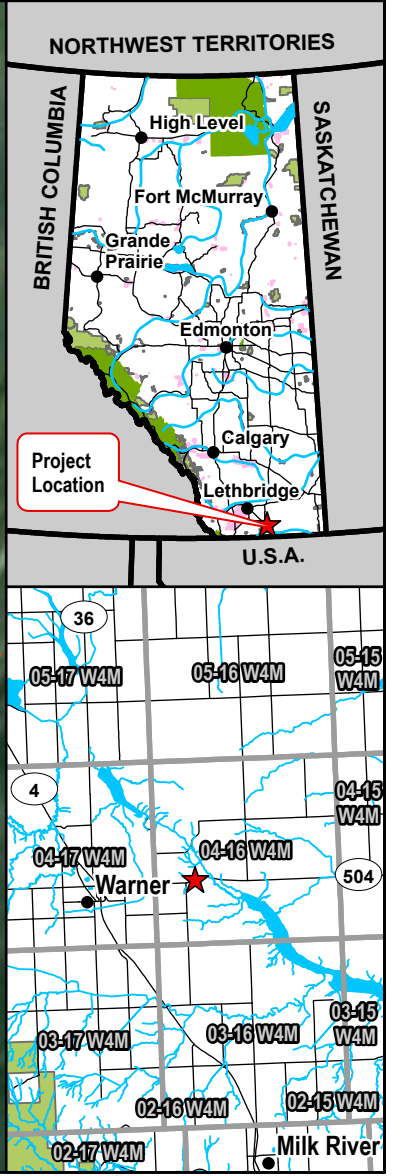 NORTHWEST TERRITORIES
BRITISH COLUMBIA
SASKATCHEWAN
High Level
Fort McMurray
Grande
Prairie
Edmonton
Calgary
Project
Location
Lethbridge
U.S.A.
36
05-17 W4M
05-16 W4M
05-15
W4M
4
04-15
W4M
04-17 W4M
04-16 W4M
504
Warner
03-15
W4M
03-17 W4M
03-16 W4M
02-16 W4M
02-15 W4M
02-17 W4M
Milk River